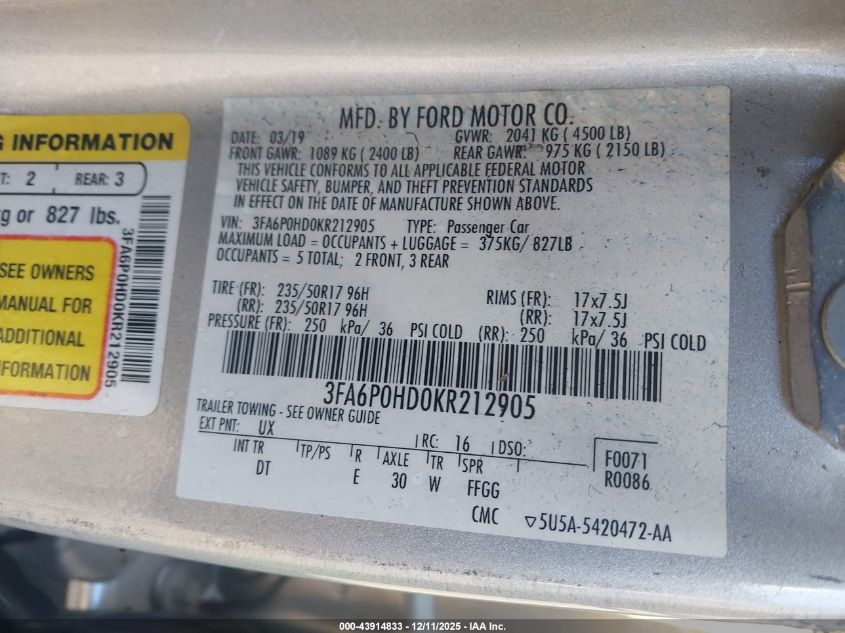 MFD. BY FORD MOTOR CO.
DATE: 03/19 GVWR: 2041 KG ( 4500 LB)
FRONT GAWR: 1089 KG ( 2400 LB) REAR GAWR: 975 KG ( 2150 LB)
THIS VEHICLE CONFORMS TO ALL APPLICABLE FEDERAL MOTOR
VEHICLE SAFETY, BUMPER, AND THEFT PREVENTION STANDARDS
IN EFFECT ON THE DATE OF MANUFACTURE SHOWN ABOVE.
VIN: 3FA6P0HD0KR212905 TYPE: Passenger Car
MAXIMUM LOAD = OCCUPANTS + LUGGAGE = 375KG/ 827LB
OCCUPANTS = 5 TOTAL; 2 FRONT, 3 REAR
TIRE (FR): 235/50R17 96H RIMS (FR): 17x7.5J
(RR): 235/50R17 96H (RR): 17x7.5J
PRESSURE (FR): 250 kPa/ 36 PSI COLD (RR): 250 kPa/ 36 PSI COLD
3FA6P0HD0KR212905
TRAILER TOWING - SEE OWNER GUIDE
EXT PNT: UX RC: 16 DSO:
INT TR TP/PS R AXLE TR SPR
DT E 30 W FFGG
F0071
R0086
CMC ▽5U5A-5420472-AA
G INFORMATION
T: 2 REAR: 3
kg or 827 lbs.
SEE OWNERS
MANUAL FOR
ADDITIONAL
INFORMATION
3FA6P0HD0KR212905
000-43914833 - 12/11/2025 - IAA Inc.